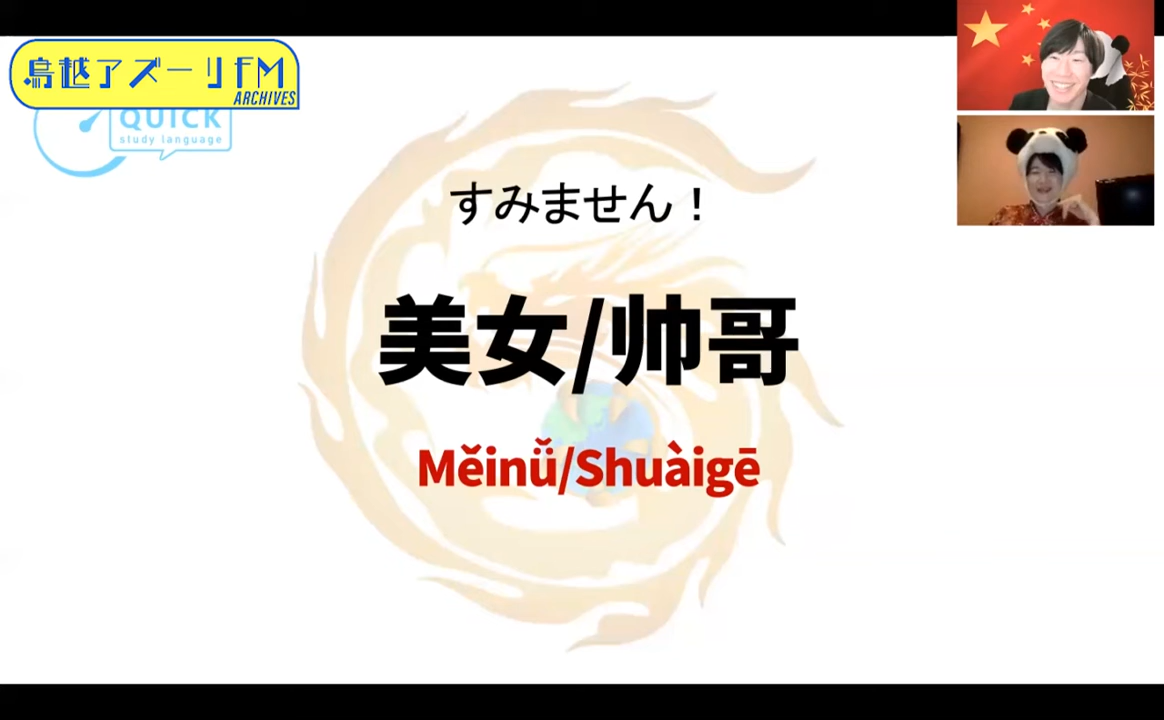 鳥越アズーリFM
ARCHIVES
QUICK
study language
すみません！
美女/帅哥
Měinǚ/Shuàigē